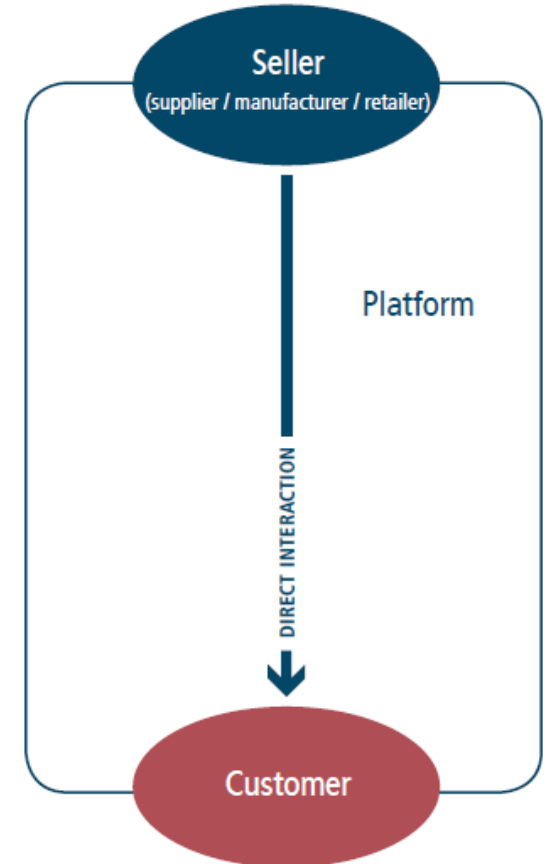 Seller
(supplier / manufacturer / retailer)
Platform
DIRECT INTERACTION
Customer